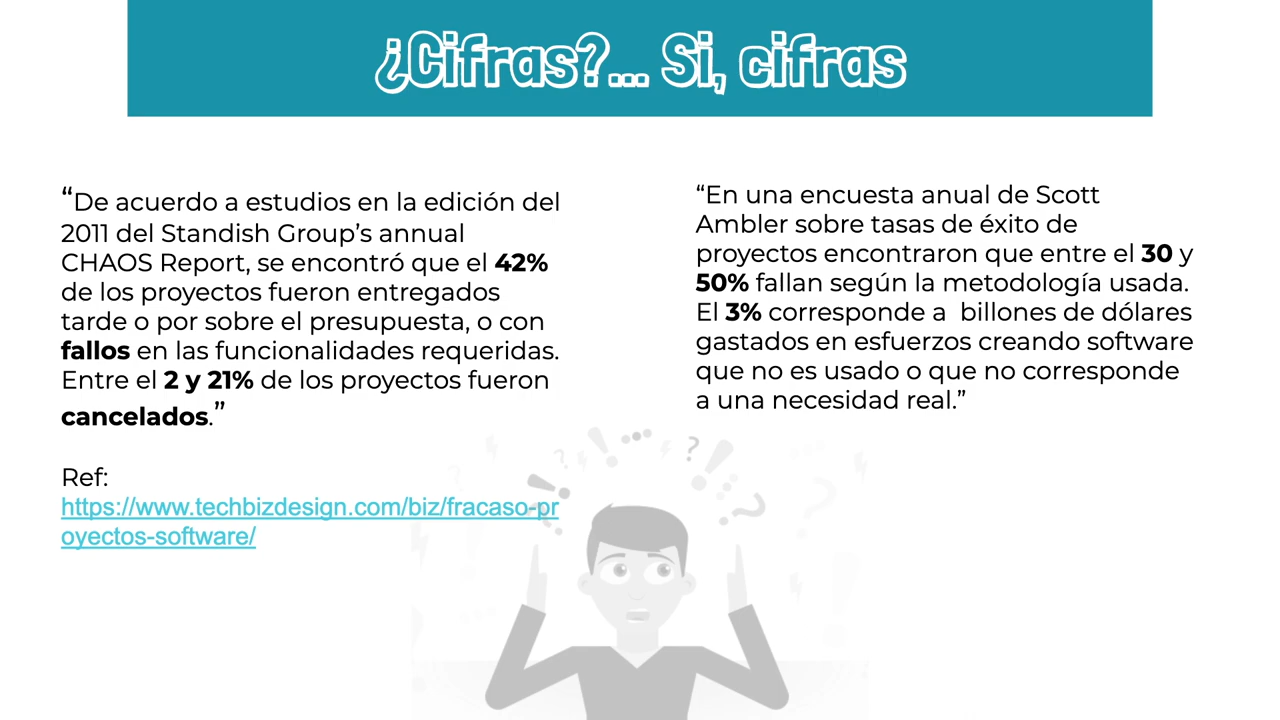 ¿Cifras?... Si, cifras
“De acuerdo a estudios en la edición del
2011 del Standish Group’s annual
CHAOS Report, se encontró que el 42%
de los proyectos fueron entregados
tarde o por sobre el presupuesta, o con
fallos en las funcionalidades requeridas.
Entre el 2 y 21% de los proyectos fueron
cancelados.”
Ref:
https://www.techbizdesign.com/biz/fracaso-pr
oyectos-software/
“En una encuesta anual de Scott
Ambler sobre tasas de éxito de
proyectos encontraron que entre el 30 y
50% fallan según la metodología usada.
El 3% corresponde a  billones de dólares
gastados en esfuerzos creando software
que no es usado o que no corresponde
a una necesidad real.”